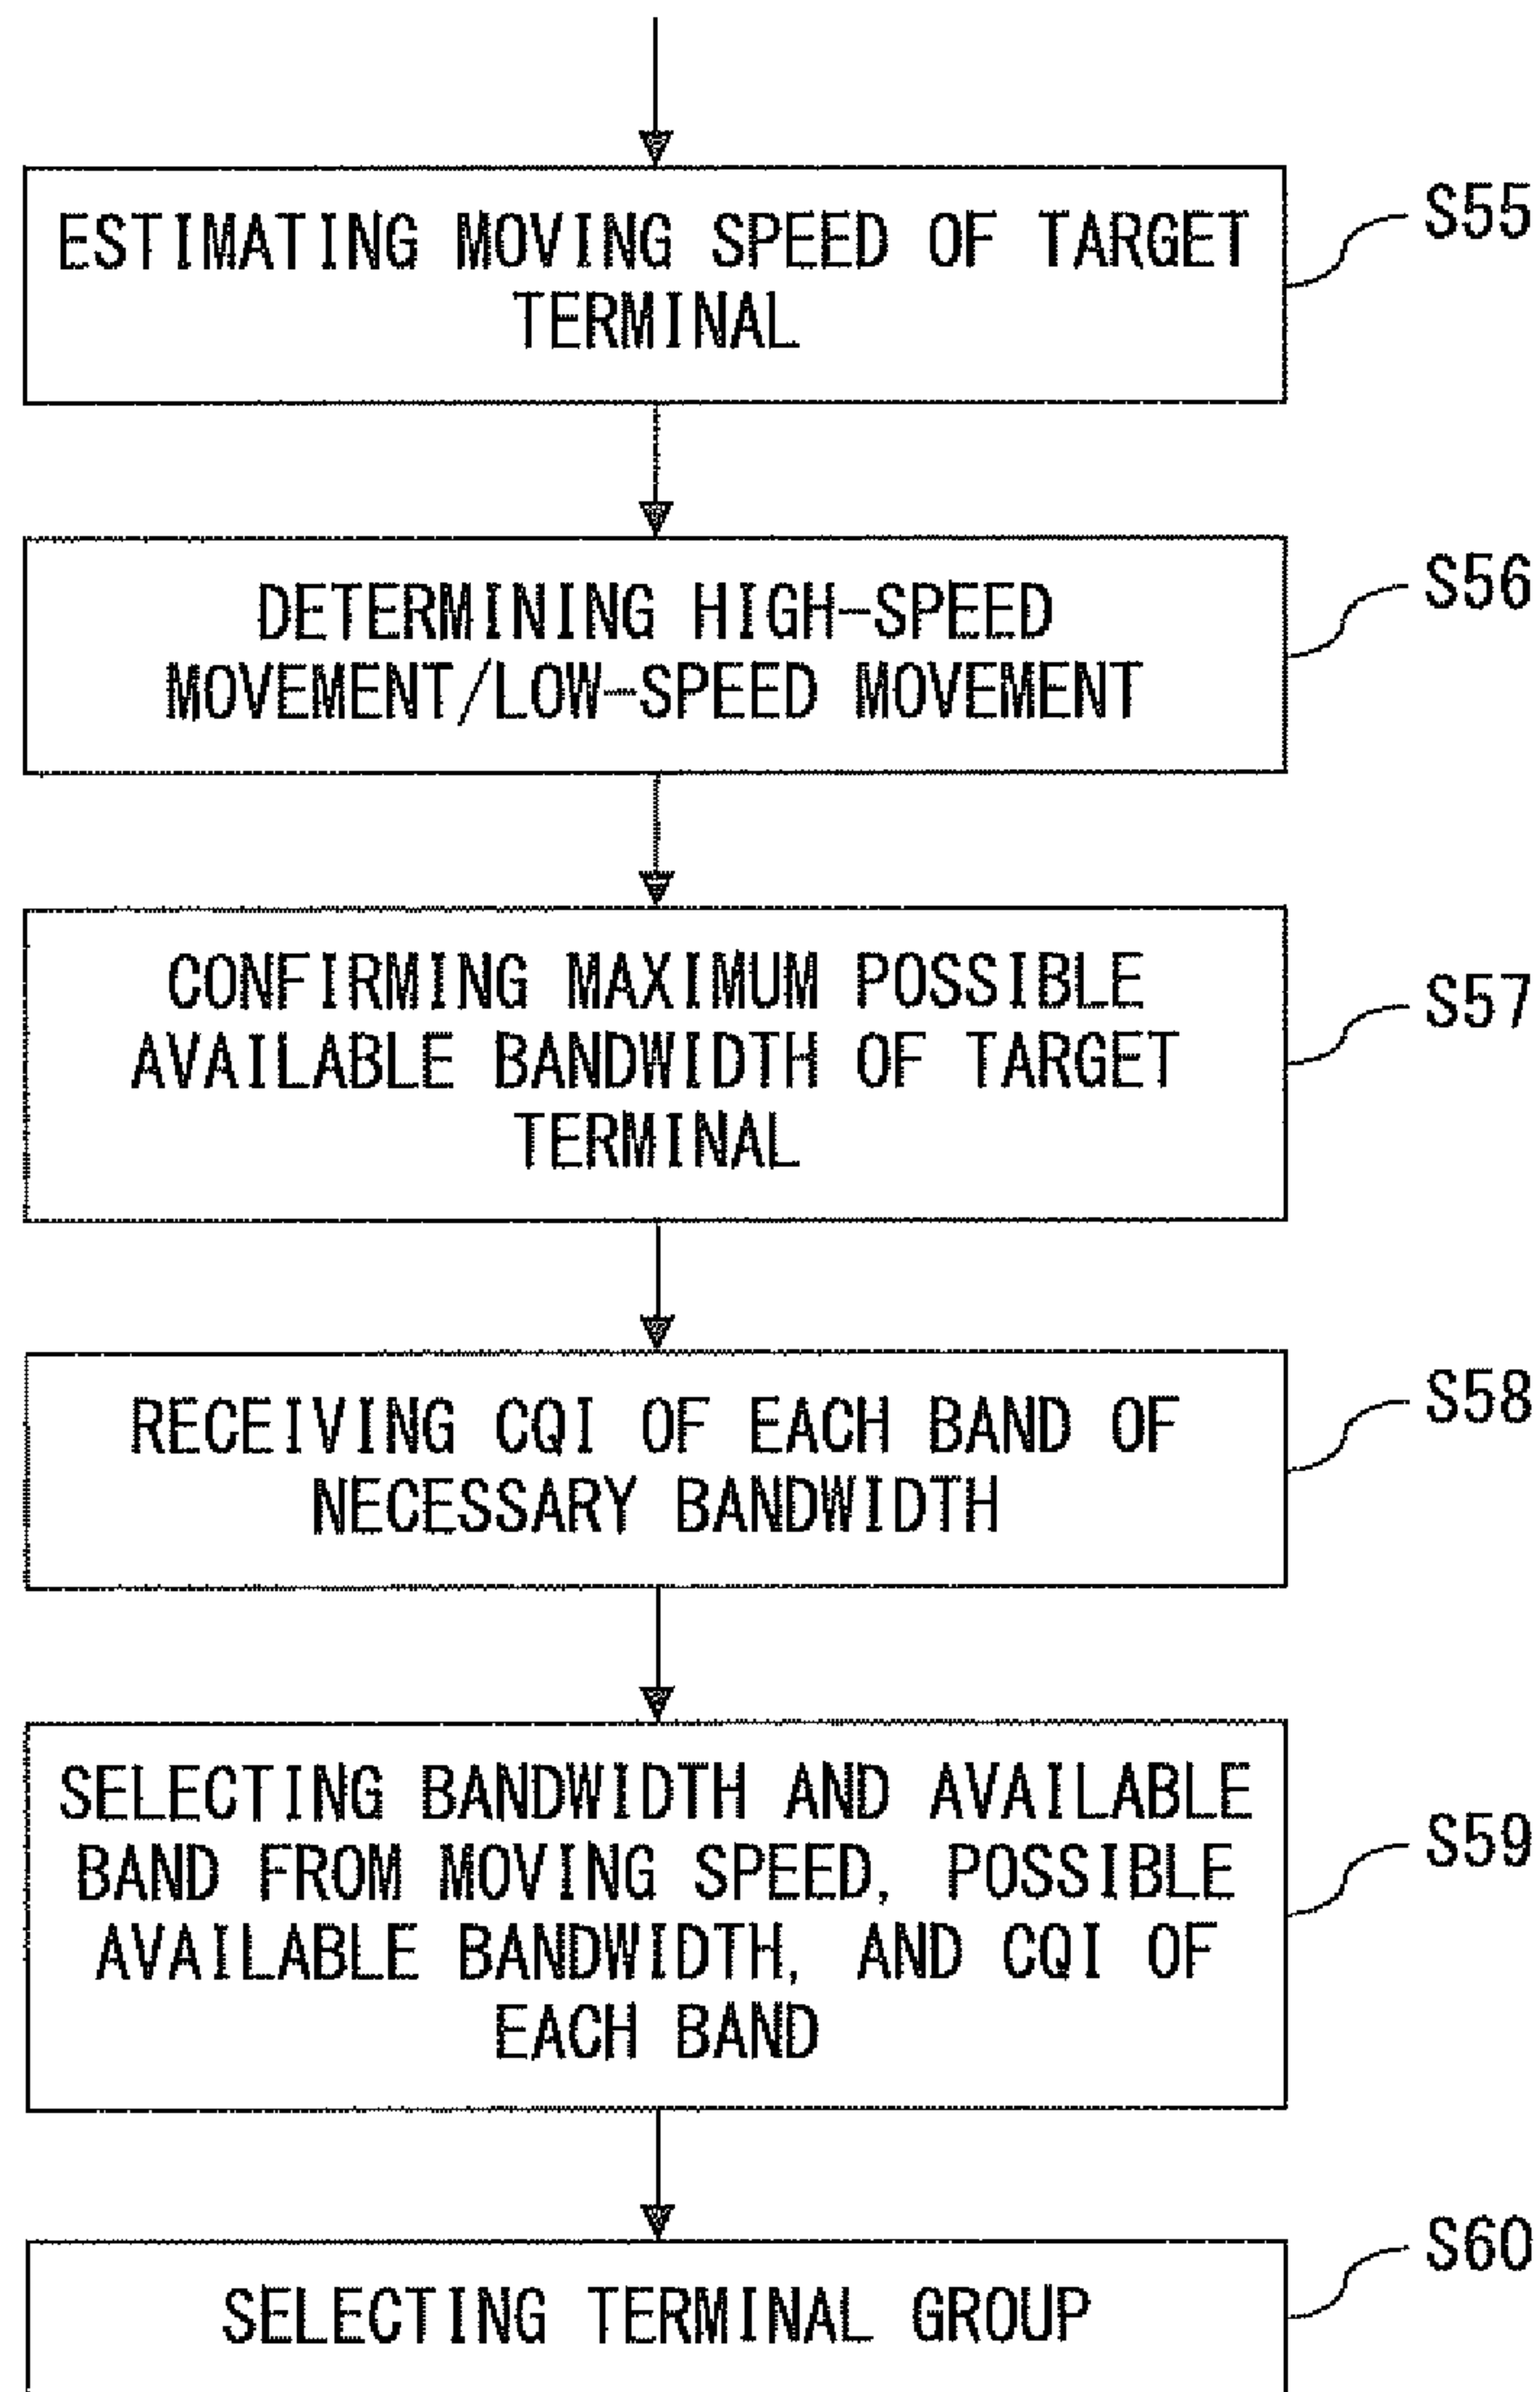 ESTIMATING MOVING SPEED OF TARGET
TERMINAL
S55
DETERMINING HIGH-SPEED
MOVEMENT/LOW-SPEED MOVEMENT
S56
CONFIRMING MAXIMUM POSSIBLE
AVAILABLE BANDWIDTH OF TARGET
TERMINAL
S57
RECEIVING CQI OF EACH BAND OF
NECESSARY BANDWIDTH
S58
SELECTING BANDWIDTH AND AVAILABLE
BAND FROM MOVING SPEED, POSSIBLE
AVAILABLE BANDWIDTH, AND CQI OF
EACH BAND
S59
SELECTING TERMINAL GROUP
S60